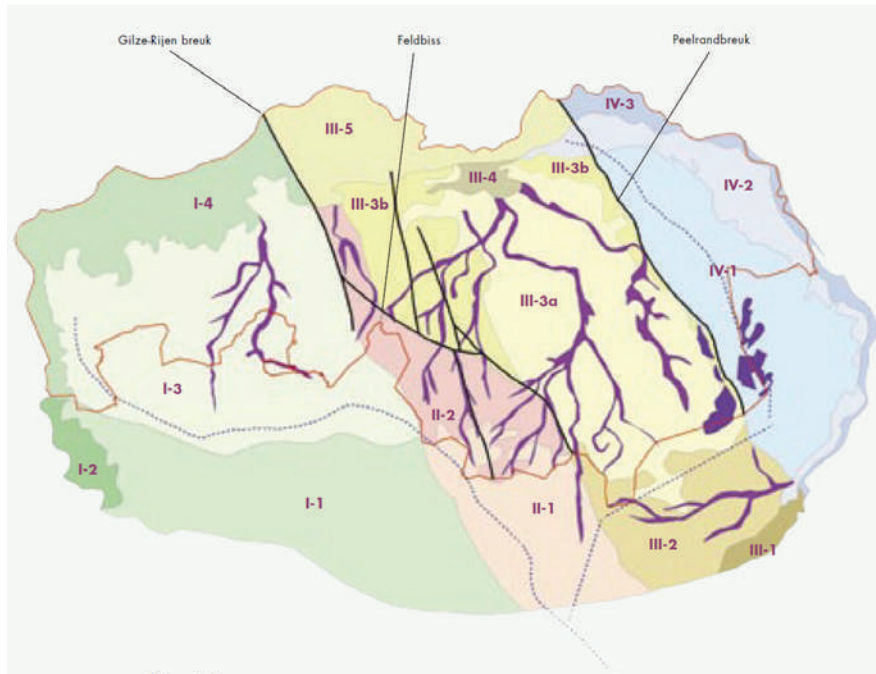 Gilze-Rijen breuk
Feldbiss
Peelrandbreuk
IV-3
III-5
III-4
III-3b
IV-2
I-4
III-3b
IV-1
III-3a
I-3
II-2
I-2
I-1
II-1
III-2
III-1